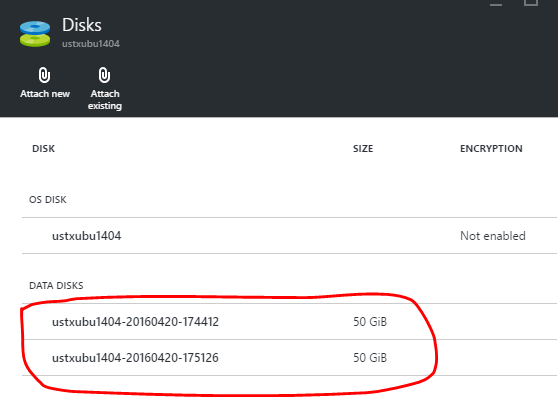 Disks
ustxubu1404
Attach new
Attach existing
DISK SIZE ENCRYPTION
OS DISK
ustxubu1404 Not enabled
DATA DISKS
ustxubu1404-20160420-174412 50 GiB
ustxubu1404-20160420-175126 50 GiB